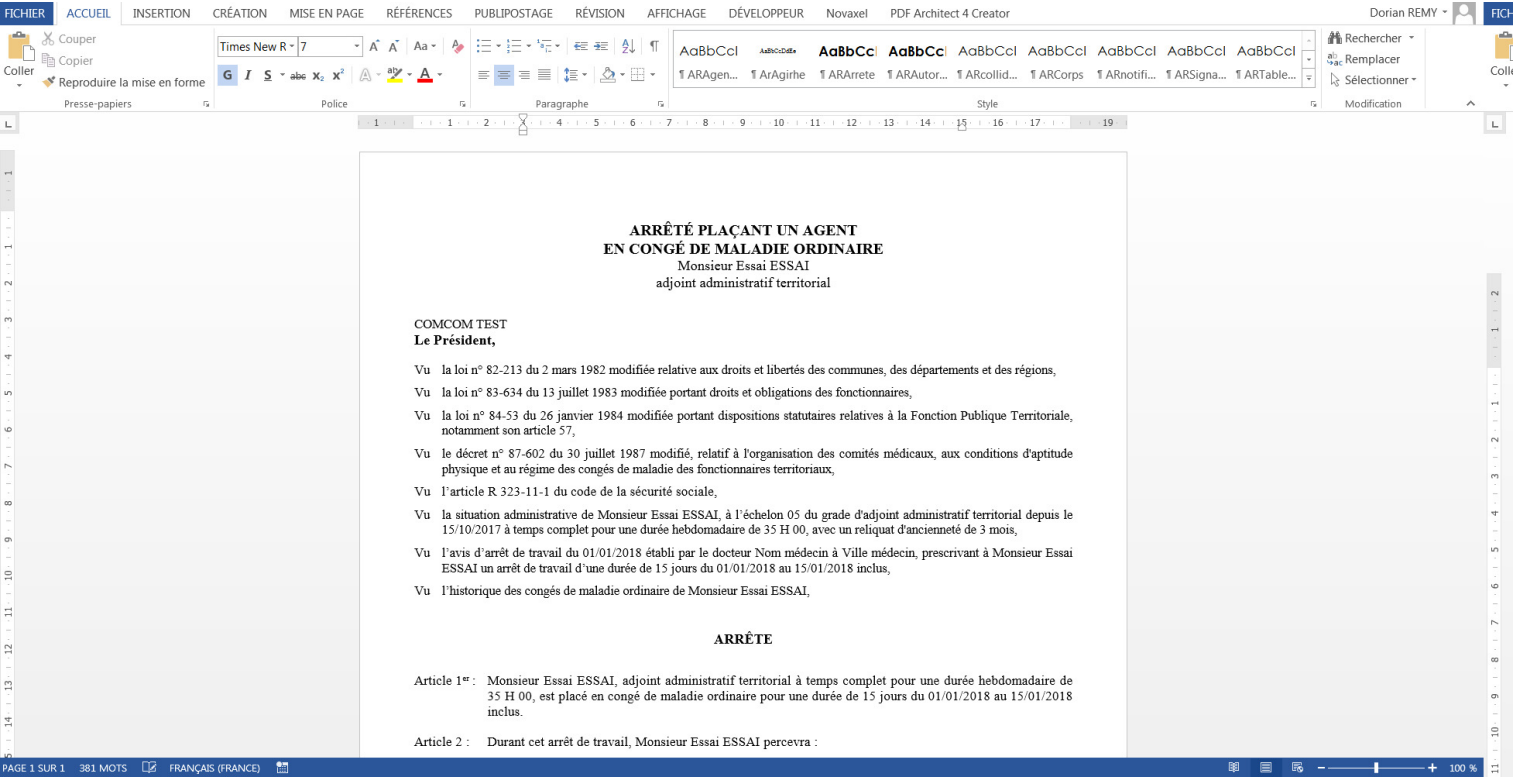 FICHIER ACCUEIL INSERTION CRÉATION MISE EN PAGE RÉFÉRENCES PUBLIPOSTAGE RÉVISION AFFICHAGE DÉVELOPPEUR Novaxel PDF Architect 4 Creator Dorian REMY FICH
Couper
Copier
Reproduire la mise en forme
Coller
Presse-papiers
Times New R 7
Aa
G I S abc X₂ X²
Police
Paragraphe
AaBbCcI AaBbCcDdEe AaBbCc AaBbCc AaBbCcI AaBbCcI AaBbCcI AaBbCcI AaBbCcI
¶ ARAgen... ¶ ArAgirhe ¶ ARArrete ¶ ARAutor... ¶ ARcollid... ¶ ARCorps ¶ ARnotifi... ¶ ARSigna... ¶ ARTable...
Style
Rechercher
Remplacer
Sélectionner
Modification
Colle
ARRÊTÉ PLAÇANT UN AGENT
EN CONGÉ DE MALADIE ORDINAIRE
Monsieur Essai ESSAI
adjoint administratif territorial
COMCOM TEST
Le Président,
Vu la loi n° 82-213 du 2 mars 1982 modifiée relative aux droits et libertés des communes, des départements et des régions,
Vu la loi n° 83-634 du 13 juillet 1983 modifiée portant droits et obligations des fonctionnaires,
Vu la loi n° 84-53 du 26 janvier 1984 modifiée portant dispositions statutaires relatives à la Fonction Publique Territoriale,
notamment son article 57,
Vu le décret n° 87-602 du 30 juillet 1987 modifié, relatif à l'organisation des comités médicaux, aux conditions d'aptitude
physique et au régime des congés de maladie des fonctionnaires territoriaux,
Vu l’article R 323-11-1 du code de la sécurité sociale,
Vu la situation administrative de Monsieur Essai ESSAI, à l’échelon 05 du grade d'adjoint administratif territorial depuis le
15/10/2017 à temps complet pour une durée hebdomadaire de 35 H 00, avec un reliquat d'ancienneté de 3 mois,
Vu l’avis d’arrêt de travail du 01/01/2018 établi par le docteur Nom médecin à Ville médecin, prescrivant à Monsieur Essai
ESSAI un arrêt de travail d’une durée de 15 jours du 01/01/2018 au 15/01/2018 inclus,
Vu l’historique des congés de maladie ordinaire de Monsieur Essai ESSAI,
ARRÊTE
Article 1er : Monsieur Essai ESSAI, adjoint administratif territorial à temps complet pour une durée hebdomadaire de
35 H 00, est placé en congé de maladie ordinaire pour une durée de 15 jours du 01/01/2018 au 15/01/2018
inclus.
Article 2 : Durant cet arrêt de travail, Monsieur Essai ESSAI percevra :
PAGE 1 SUR 1 381 MOTS FRANÇAIS (FRANCE) 100 %